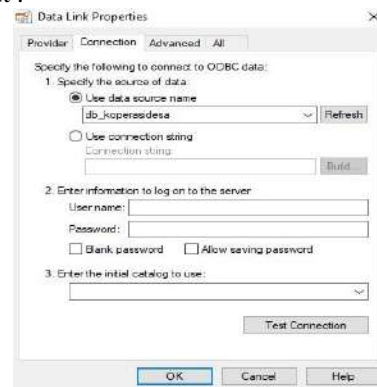 Data Link Properties
Provider Connection Advanced All
Specify the following to connect to ODBC data:
1. Specify the source of data:
Use data source name
db_koperasidesa Refresh
Use connection string
Connection string:
Build...
2. Enter information to log on to the server
User name:
Password:
Blank password Allow saving password
3. Enter the initial catalog to use:
Test Connection
OK Cancel Help